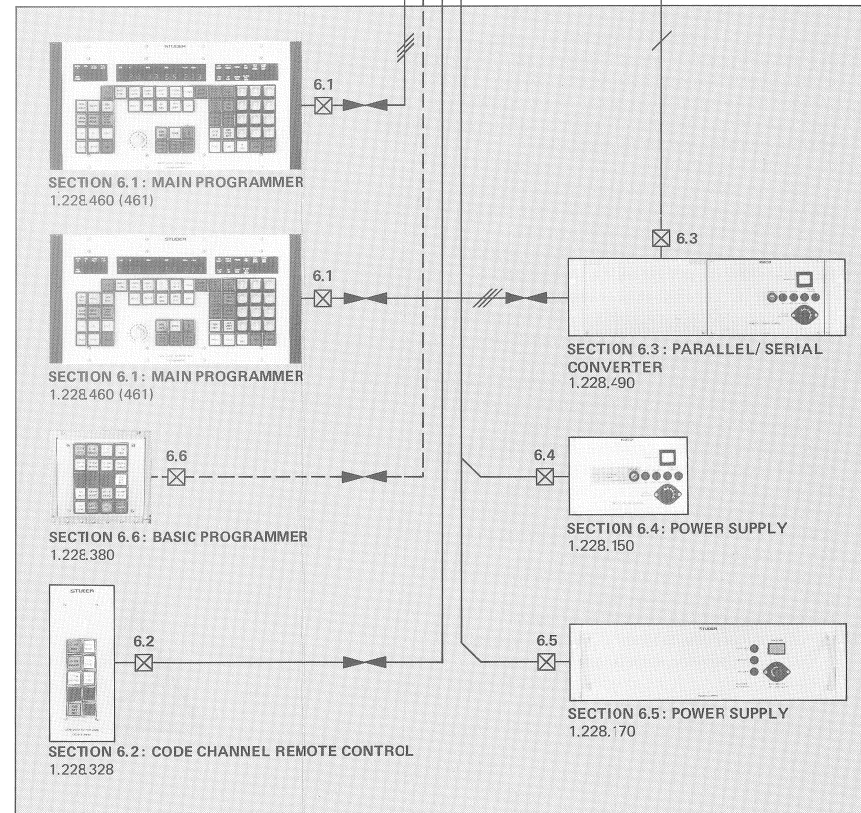 STUDER
6.1
SECTION 6.1: MAIN PROGRAMMER
1.228.460 (461)
6.3
STUDER
6.1
SECTION 6.3: PARALLEL/ SERIAL
CONVERTER
1.228.490
SECTION 6.1: MAIN PROGRAMMER
1.228.460 (461)
6.6
6.4
SECTION 6.6: BASIC PROGRAMMER
1.228.380
SECTION 6.4: POWER SUPPLY
1.228.150
STUDER
6.2
6.5
STUDER
SECTION 6.5: POWER SUPPLY
1.228.170
SECTION 6.2: CODE CHANNEL REMOTE CONTROL
1.228.328